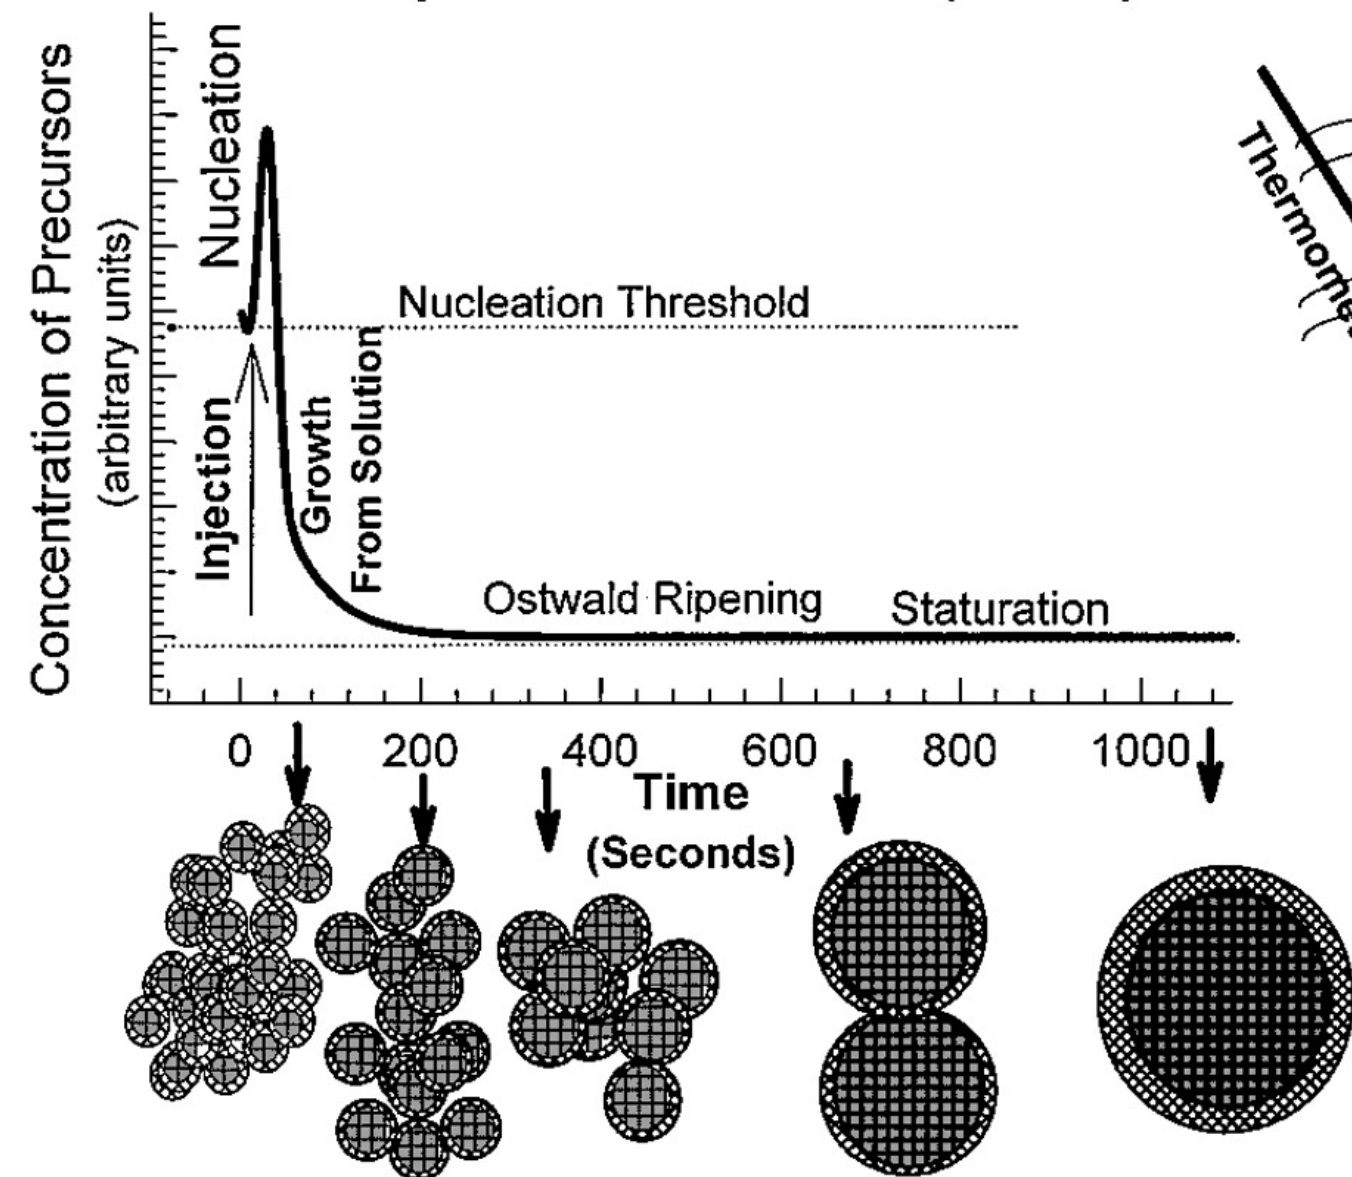 Concentration of Precursors
(arbitrary units)
Nucleation
Nucleation Threshold
Injection
Growth
From Solution
Ostwald Ripening
Staturation
0 200 400 600 800 1000
Time
(Seconds)